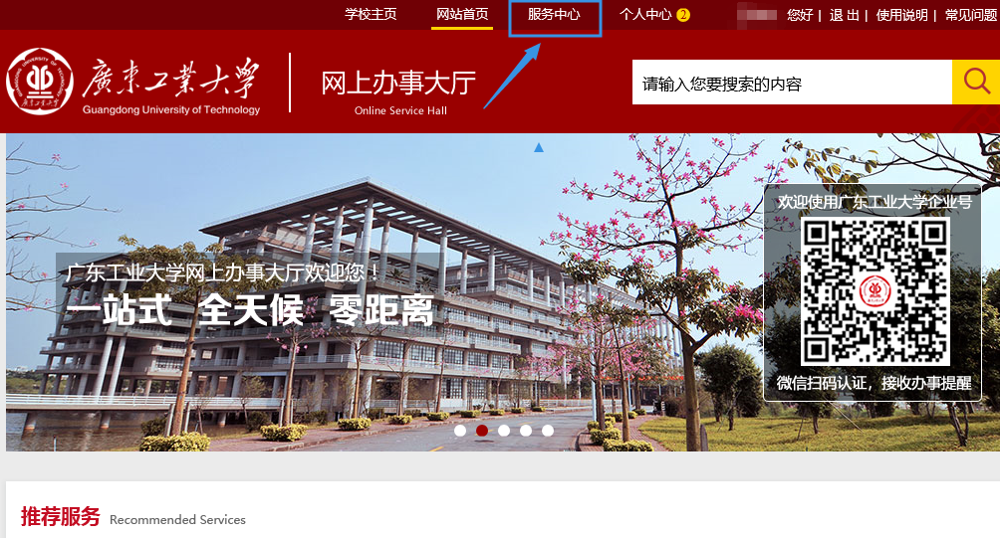 学校主页 网站首页 服务中心 个人中心 2 您好 | 退 出 | 使用说明 | 常见问题
廣東工業大學
Guangdong University of Technology
网上办事大厅
Online Service Hall
请输入您要搜索的内容
欢迎使用广东工业大学企业号
广东工业大学网上办事大厅欢迎您！
一站式 全天候 零距离
微信扫码认证，接收办事提醒
推荐服务 Recommended Services